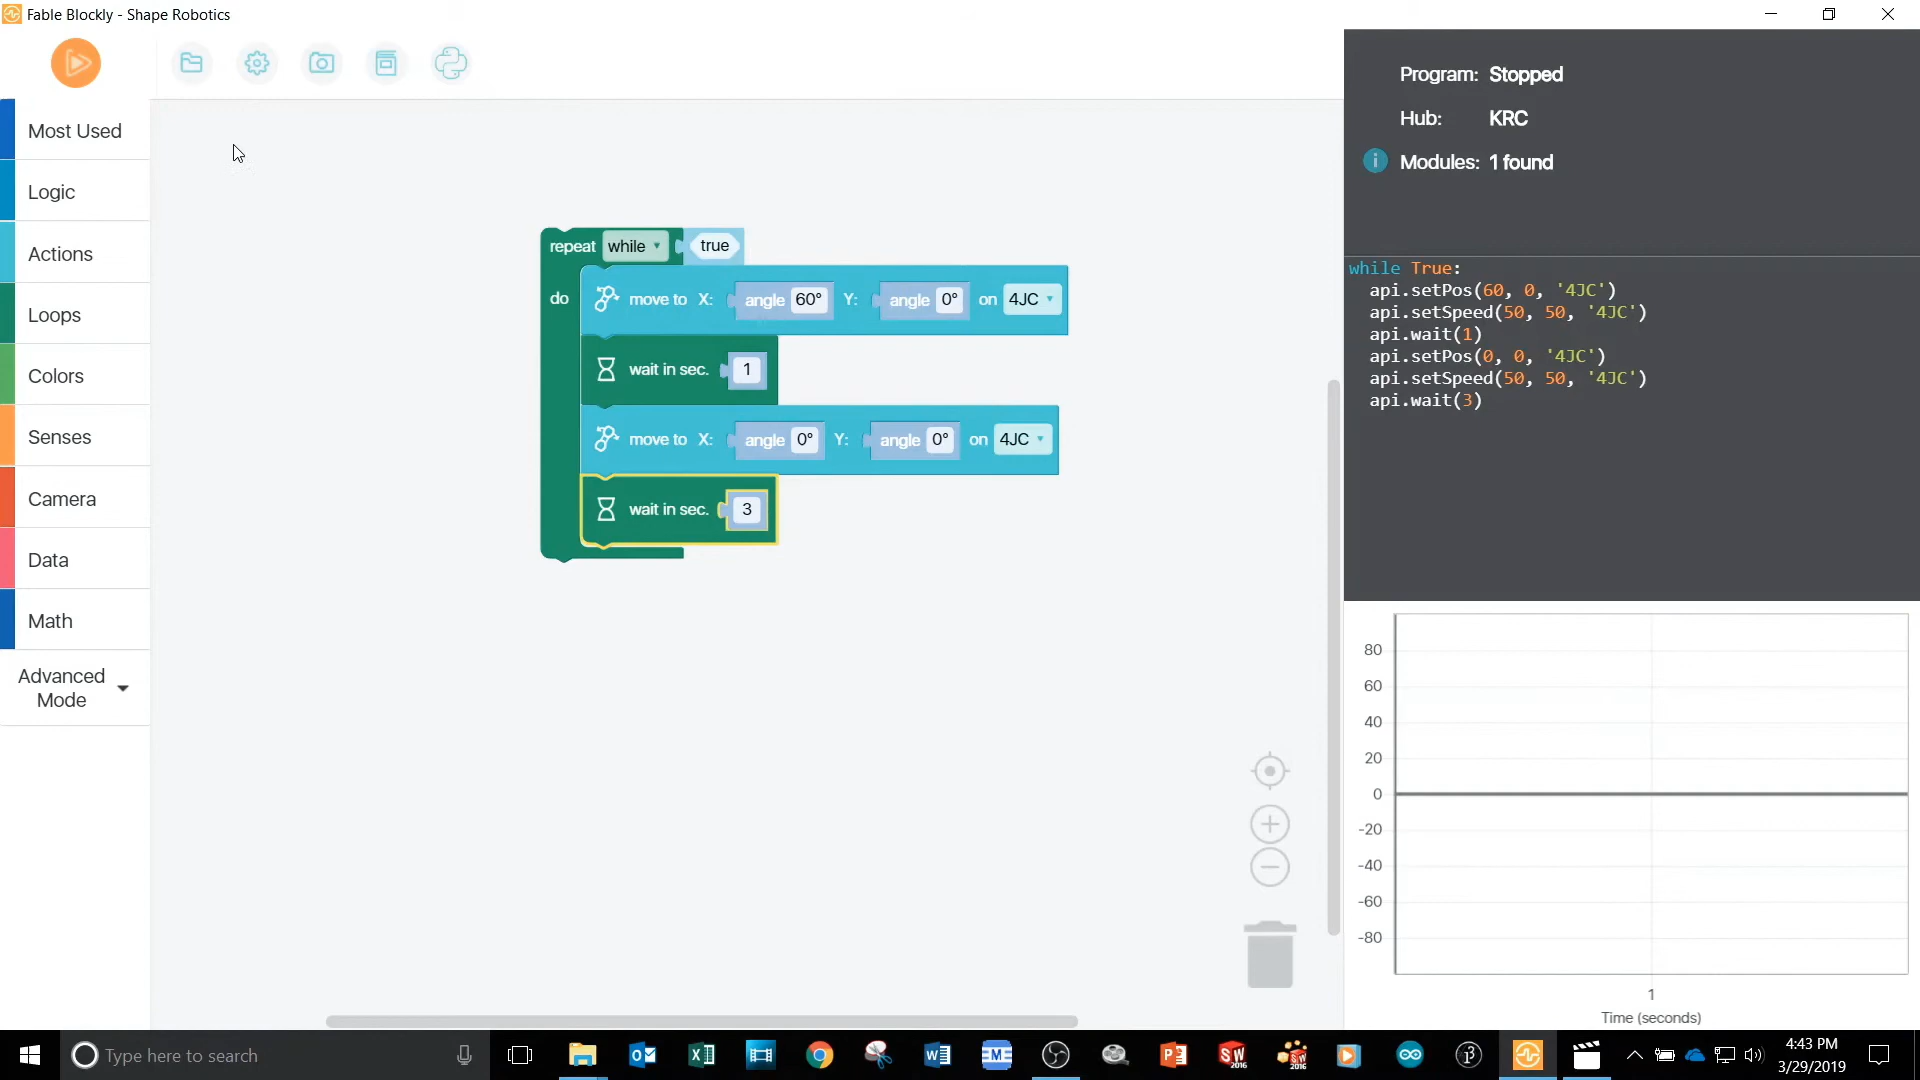 Fable Blockly - Shape Robotics
Most Used
Logic
Actions
Loops
Colors
Senses
Camera
Data
Math
Advanced
Mode
repeat while ▾ true
do move to X: angle 60° Y: angle 0° on 4JC ▾
wait in sec. 1
move to X: angle 0° Y: angle 0° on 4JC ▾
wait in sec. 3
Program: Stopped
Hub: KRC
i Modules: 1 found
while True:
api.setPos(60, 0, '4JC')
api.setSpeed(50, 50, '4JC')
api.wait(1)
api.setPos(0, 0, '4JC')
api.setSpeed(50, 50, '4JC')
api.wait(3)
80
60
40
20
0
-20
-40
-60
-80
1
Time (seconds)
Type here to search
4:43 PM
3/29/2019